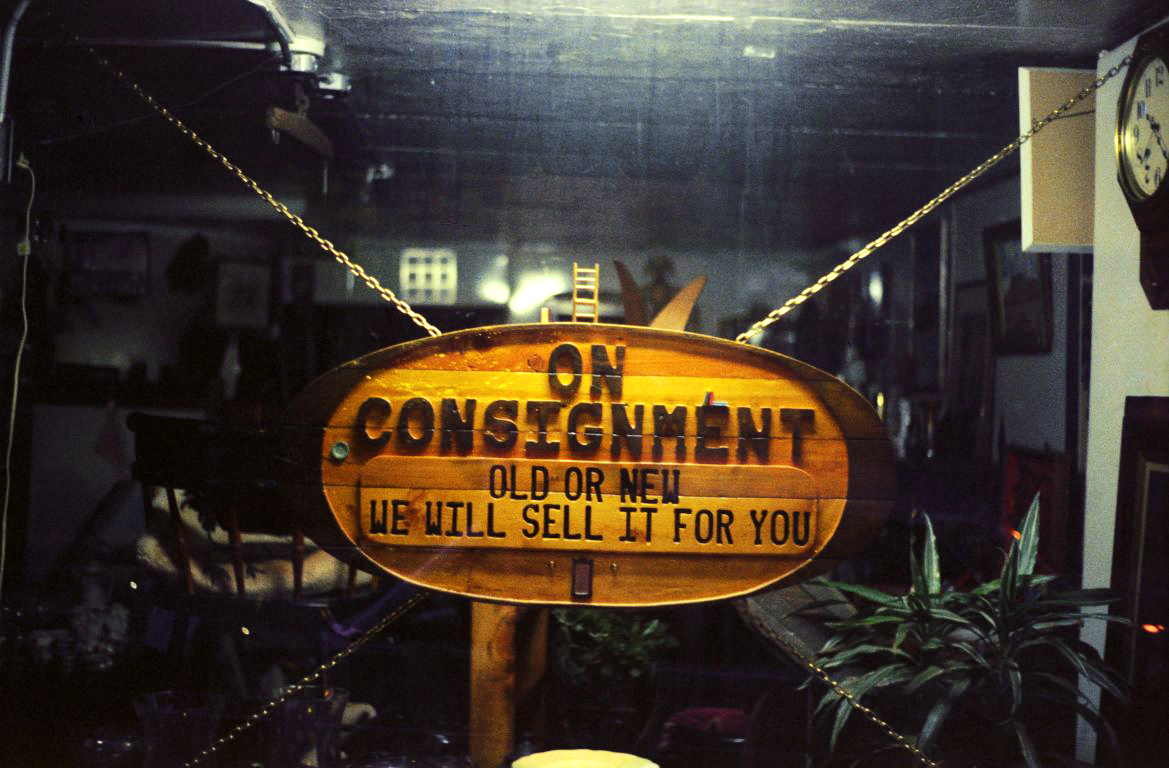 ON
CONSIGNMENT
OLD OR NEW
WE WILL SELL IT FOR YOU